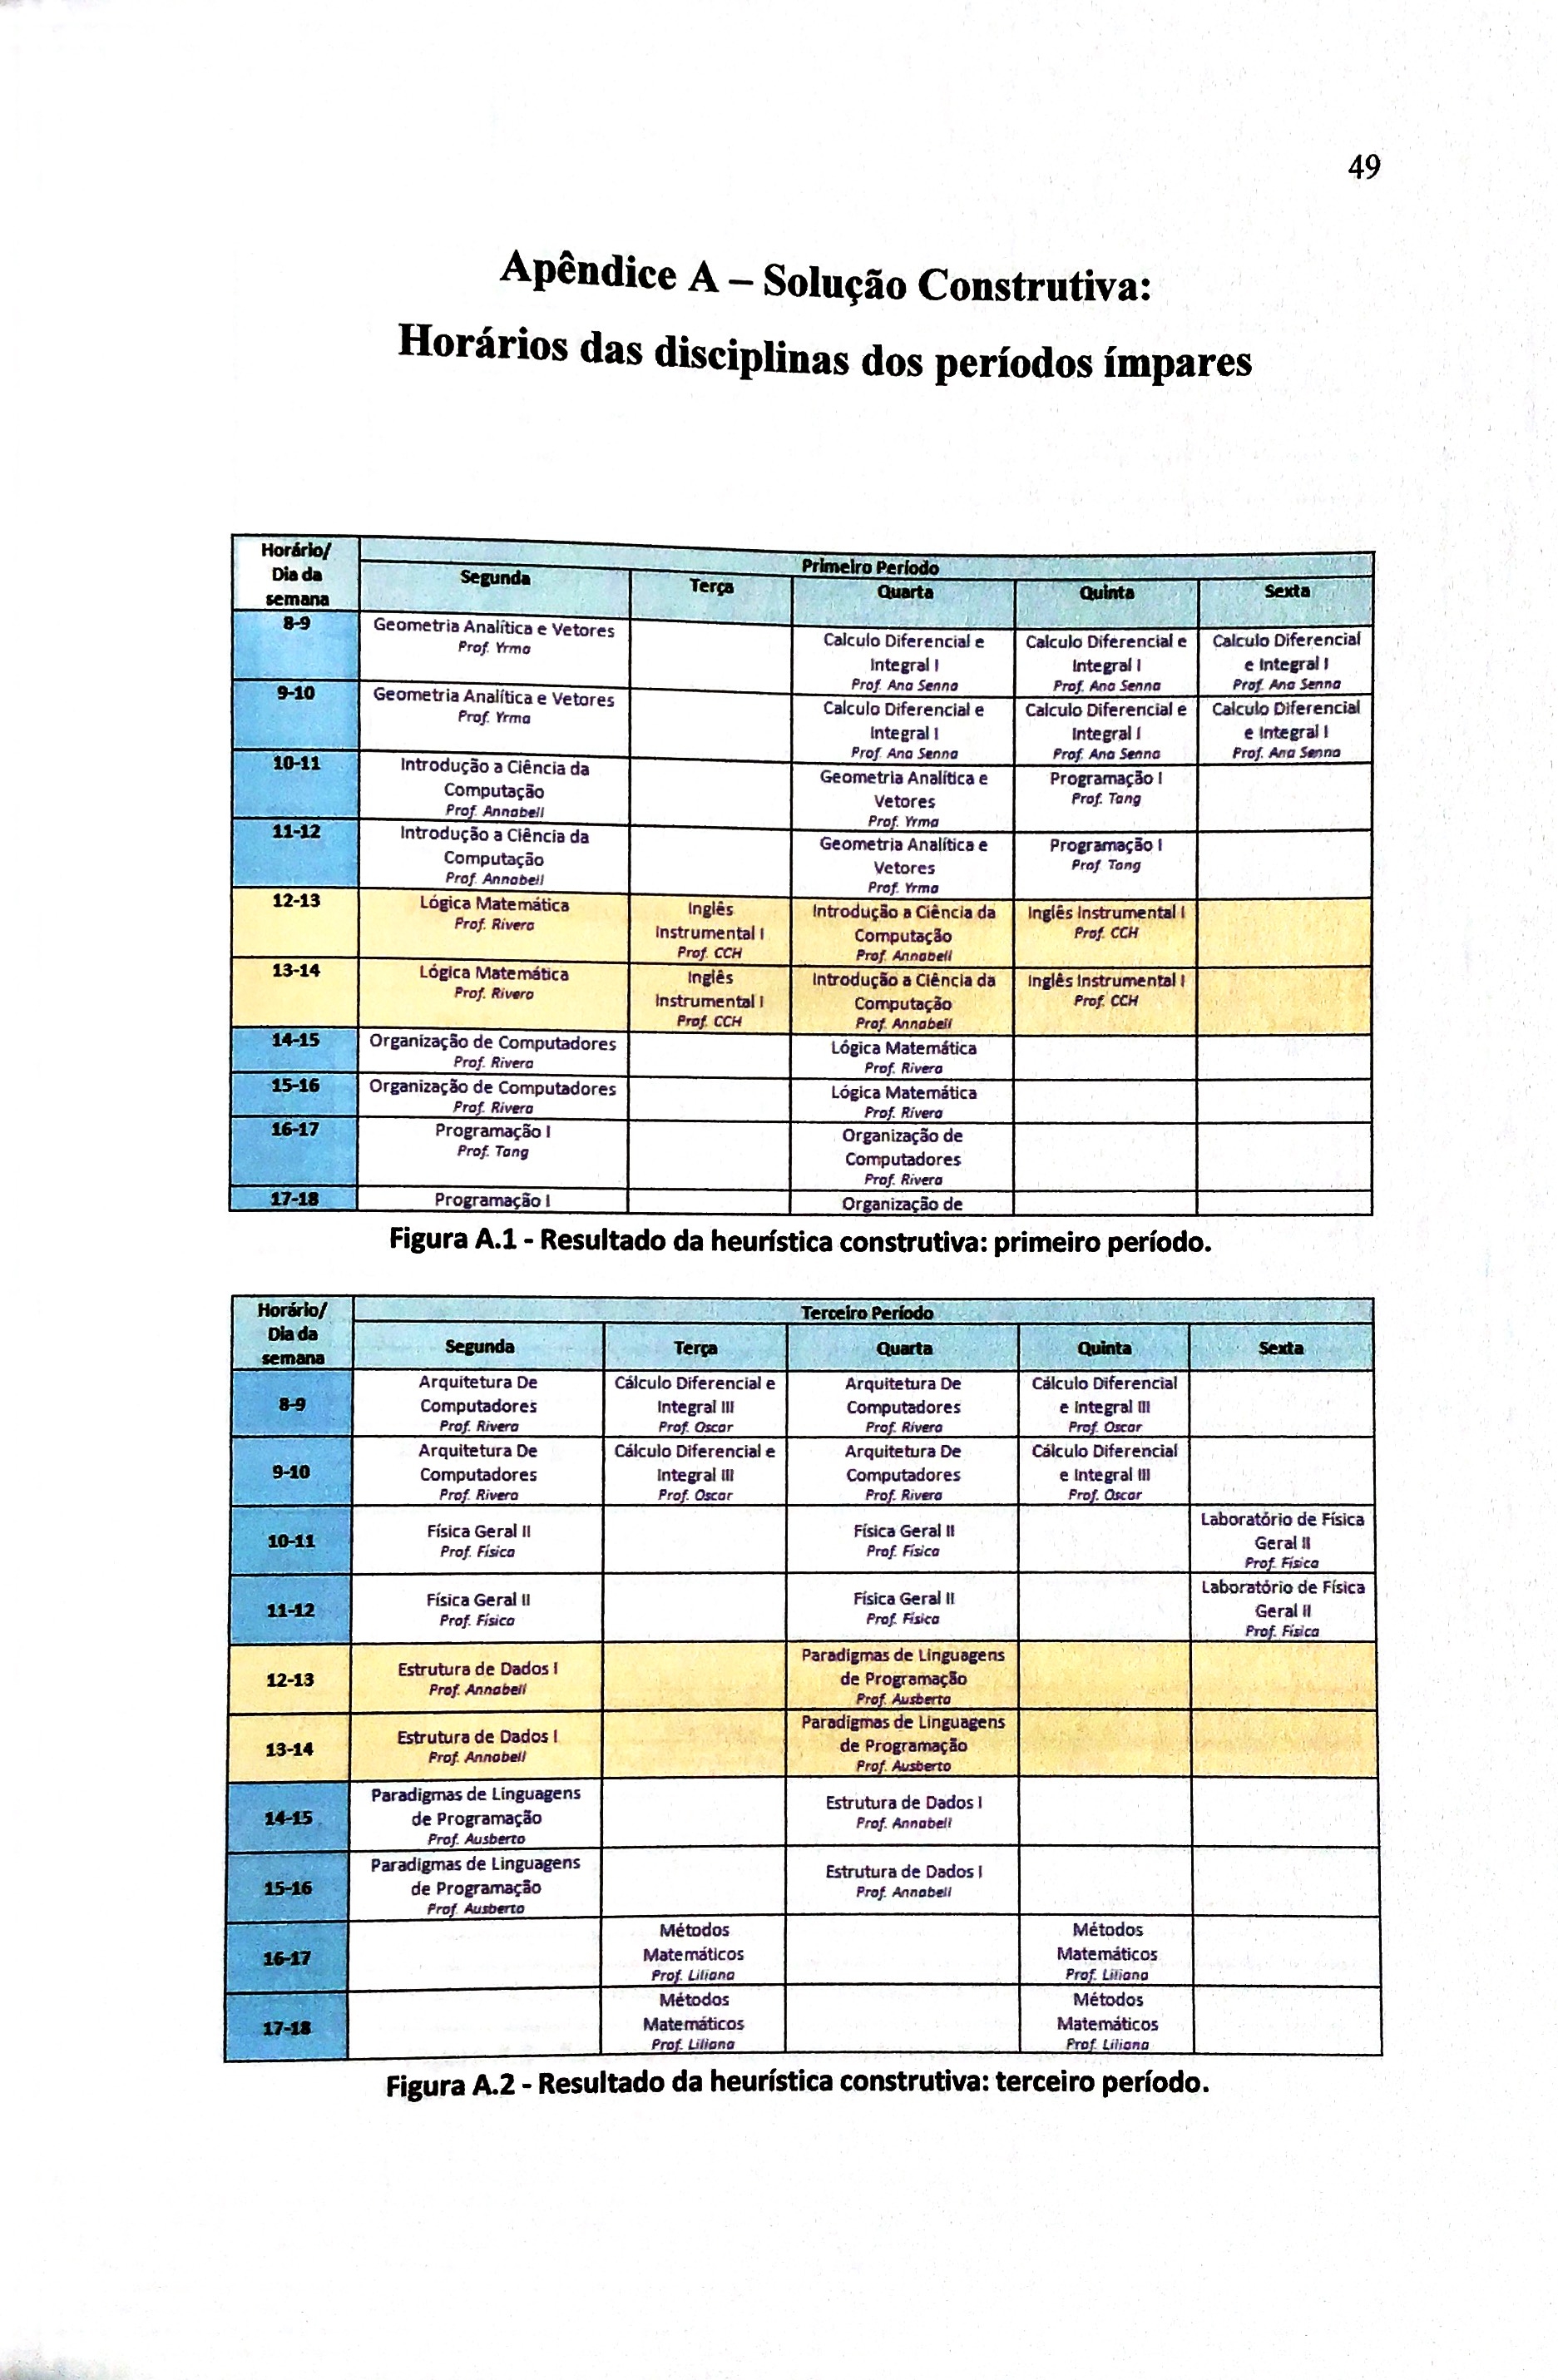 49
Apêndice A – Solução Construtiva:
Horários das disciplinas dos períodos ímpares
Horário/
Dia da
semana
Primeiro Período
Segunda
Terça
Quarta
Quinta
Sexta
8-9
Geometria Analítica e Vetores
Prof. Yrma
Calculo Diferencial e
Integral I
Prof. Ana Senna
Calculo Diferencial e
Integral I
Prof. Ana Senna
Calculo Diferencial
e Integral I
Prof. Ana Senna
9-10
Geometria Analítica e Vetores
Prof. Yrma
Calculo Diferencial e
Integral I
Prof. Ana Senna
Calculo Diferencial e
Integral I
Prof. Ana Senna
Calculo Diferencial
e Integral I
Prof. Ana Senna
10-11
Introdução a Ciência da
Computação
Prof. Annabell
Geometria Analítica e
Vetores
Prof. Yrma
Programação I
Prof. Tang
11-12
Introdução a Ciência da
Computação
Prof. Annabell
Geometria Analítica e
Vetores
Prof. Yrma
Programação I
Prof. Tang
12-13
Lógica Matemática
Prof. Rivera
Inglês
Instrumental I
Prof. CCH
Introdução a Ciência da
Computação
Prof. Annabell
Inglês Instrumental I
Prof. CCH
13-14
Lógica Matemática
Prof. Rivera
Inglês
Instrumental I
Prof. CCH
Introdução a Ciência da
Computação
Prof. Annabell
Inglês Instrumental I
Prof. CCH
14-15
Organização de Computadores
Prof. Rivera
Lógica Matemática
Prof. Rivera
15-16
Organização de Computadores
Prof. Rivera
Lógica Matemática
Prof. Rivera
16-17
Programação I
Prof. Tang
Organização de
Computadores
Prof. Rivera
17-18
Programação I
Organização de
Figura A.1 - Resultado da heurística construtiva: primeiro período.
Horário/
Dia da
semana
Terceiro Período
Segunda
Terça
Quarta
Quinta
Sexta
8-9
Arquitetura De
Computadores
Prof. Rivera
Cálculo Diferencial e
Integral III
Prof. Oscar
Arquitetura De
Computadores
Prof. Rivera
Cálculo Diferencial
e Integral III
Prof. Oscar
9-10
Arquitetura De
Computadores
Prof. Rivera
Cálculo Diferencial e
Integral III
Prof. Oscar
Arquitetura De
Computadores
Prof. Rivera
Cálculo Diferencial
e Integral III
Prof. Oscar
10-11
Física Geral II
Prof. Física
Física Geral II
Prof. Física
Laboratório de Física
Geral II
Prof. Física
11-12
Física Geral II
Prof. Física
Física Geral II
Prof. Física
Laboratório de Física
Geral II
Prof. Física
12-13
Estrutura de Dados I
Prof. Annabell
Paradigmas de Linguagens
de Programação
Prof. Ausberto
13-14
Estrutura de Dados I
Prof. Annabell
Paradigmas de Linguagens
de Programação
Prof. Ausberto
14-15
Paradigmas de Linguagens
de Programação
Prof. Ausberto
Estrutura de Dados I
Prof. Annabell
15-16
Paradigmas de Linguagens
de Programação
Prof. Ausberto
Estrutura de Dados I
Prof. Annabell
16-17
Métodos
Matemáticos
Prof. Liliana
Métodos
Matemáticos
Prof. Liliana
17-18
Métodos
Matemáticos
Prof. Liliana
Métodos
Matemáticos
Prof. Liliana
Figura A.2 - Resultado da heurística construtiva: terceiro período.